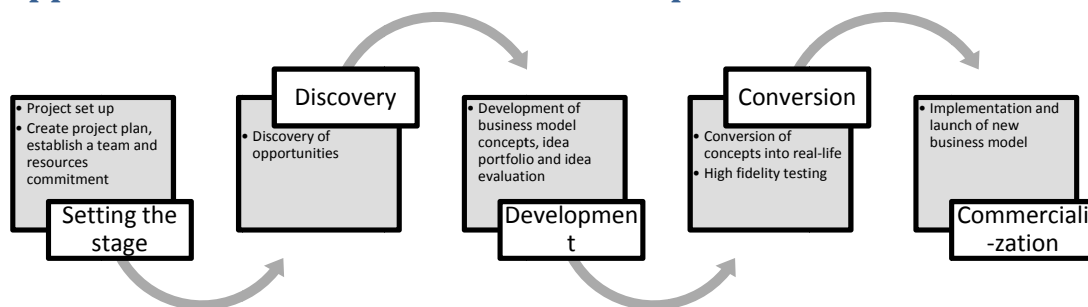 • Project set up
• Create project plan,
establish a team and
resources
commitment
Setting the
stage
Discovery
• Discovery of
opportunities
• Development of
business model
concepts, idea
portfolio and idea
evaluation
Developmen
t
Conversion
• Conversion of
concepts into real-life
• High fidelity testing
• Implementation and
launch of new
business model
Commerciali
-zation